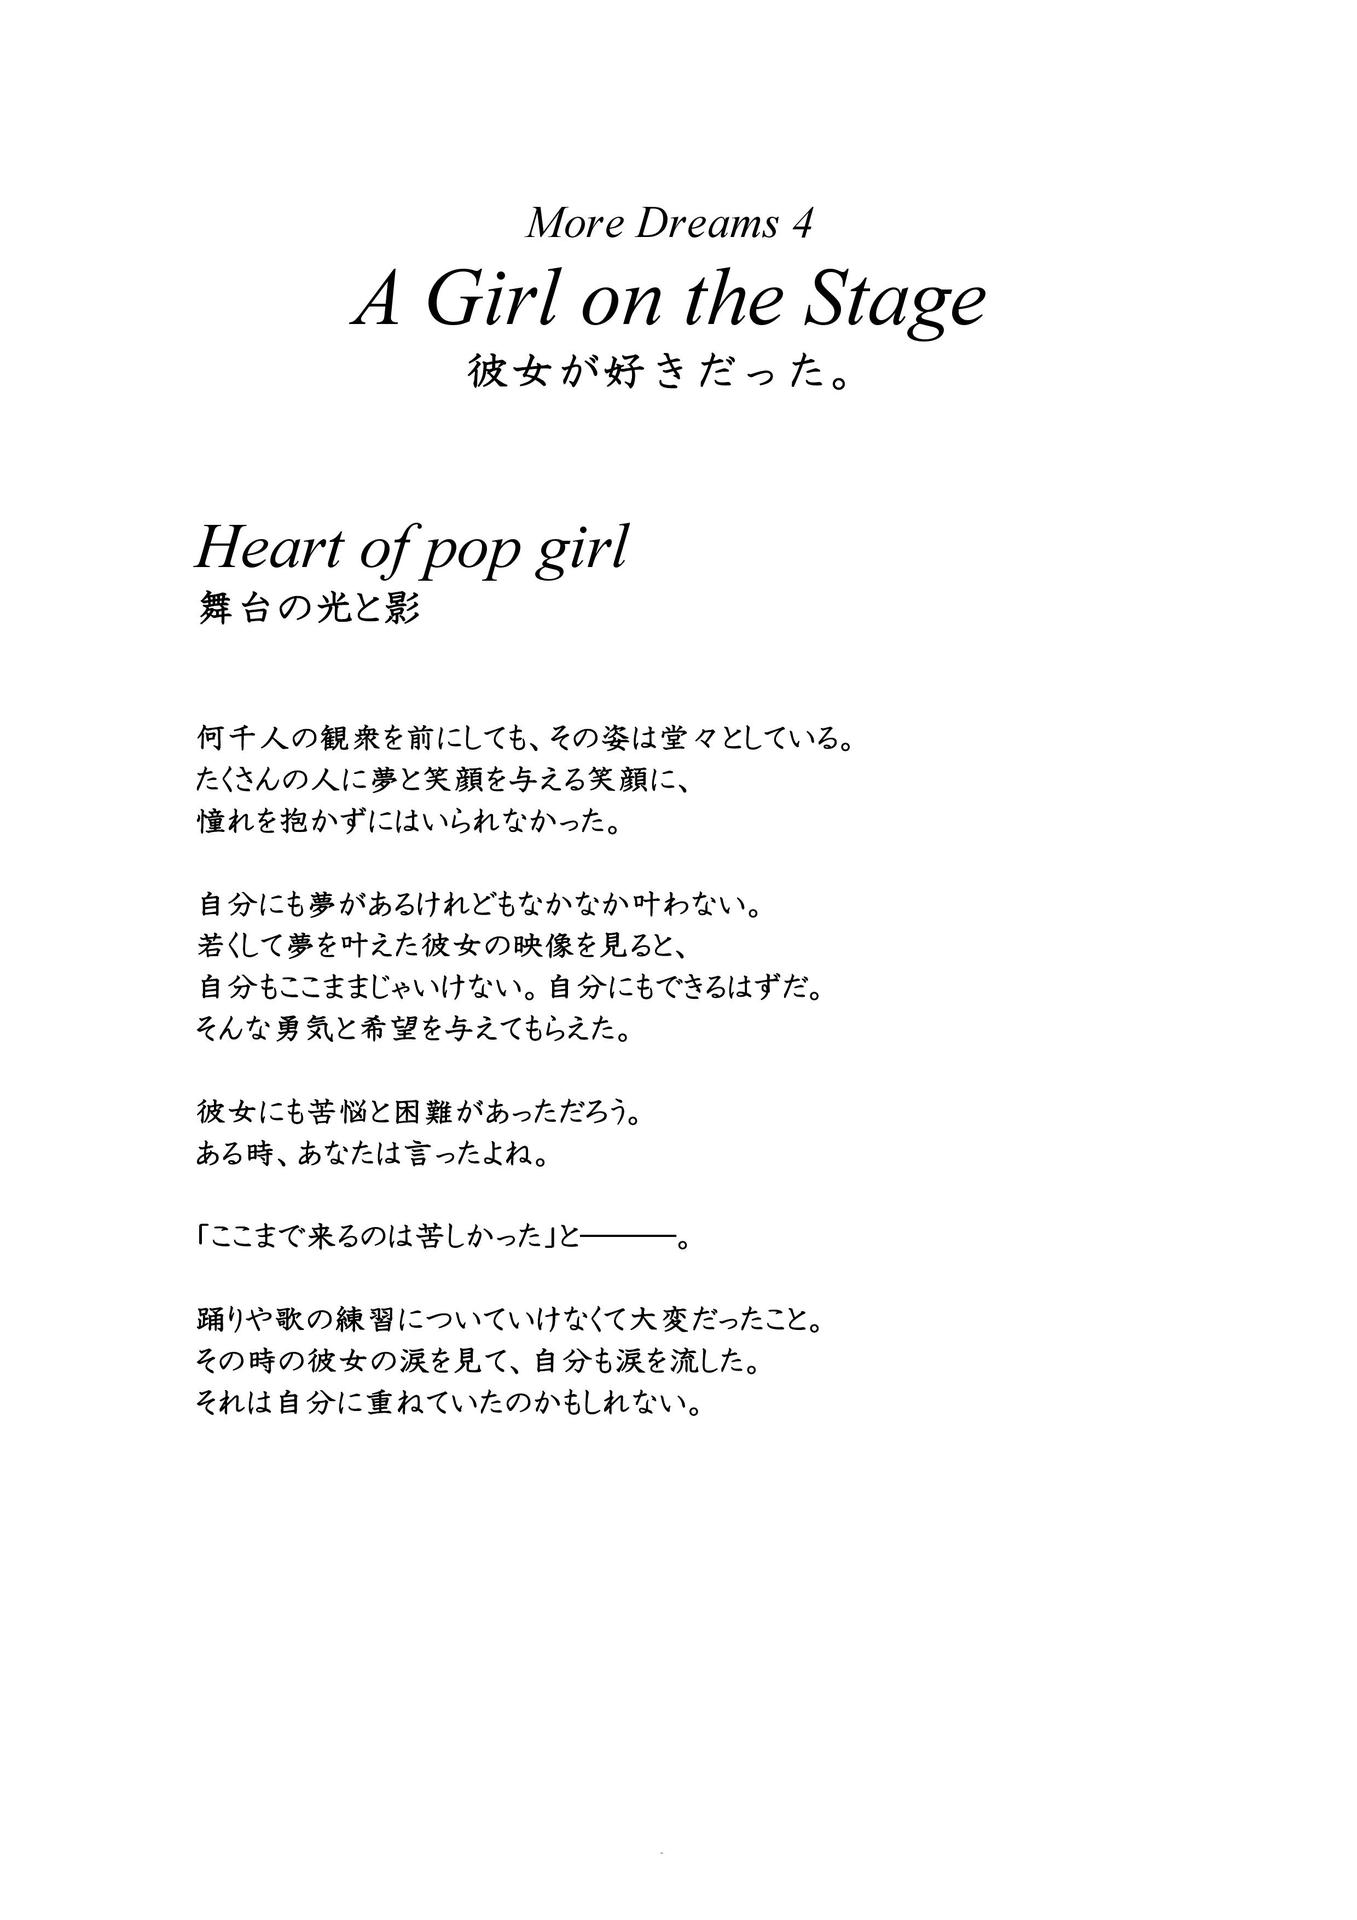 More Dreams 4
A Girl on the Stage
彼女が好きだった。
Heart of pop girl
舞台の光と影
何千人の観衆を前にしても、その姿は堂々としている。
たくさんの人に夢と笑顔を与える笑顔に、
憧れを抱かずにはいられなかった。
自分にも夢があるけれどもなかなか叶わない。
若くして夢を叶えた彼女の映像を見ると、
自分もここままじゃいけない。自分にもできるはずだ。
そんな勇気と希望を与えてもらえた。
彼女にも苦悩と困難があっただろう。
ある時、あなたは言ったよね。
「ここまで来るのは苦しかった」と―――。
踊りや歌の練習についていけなくて大変だったこと。
その時の彼女の涙を見て、自分も涙を流した。
それは自分に重ねていたのかもしれない。